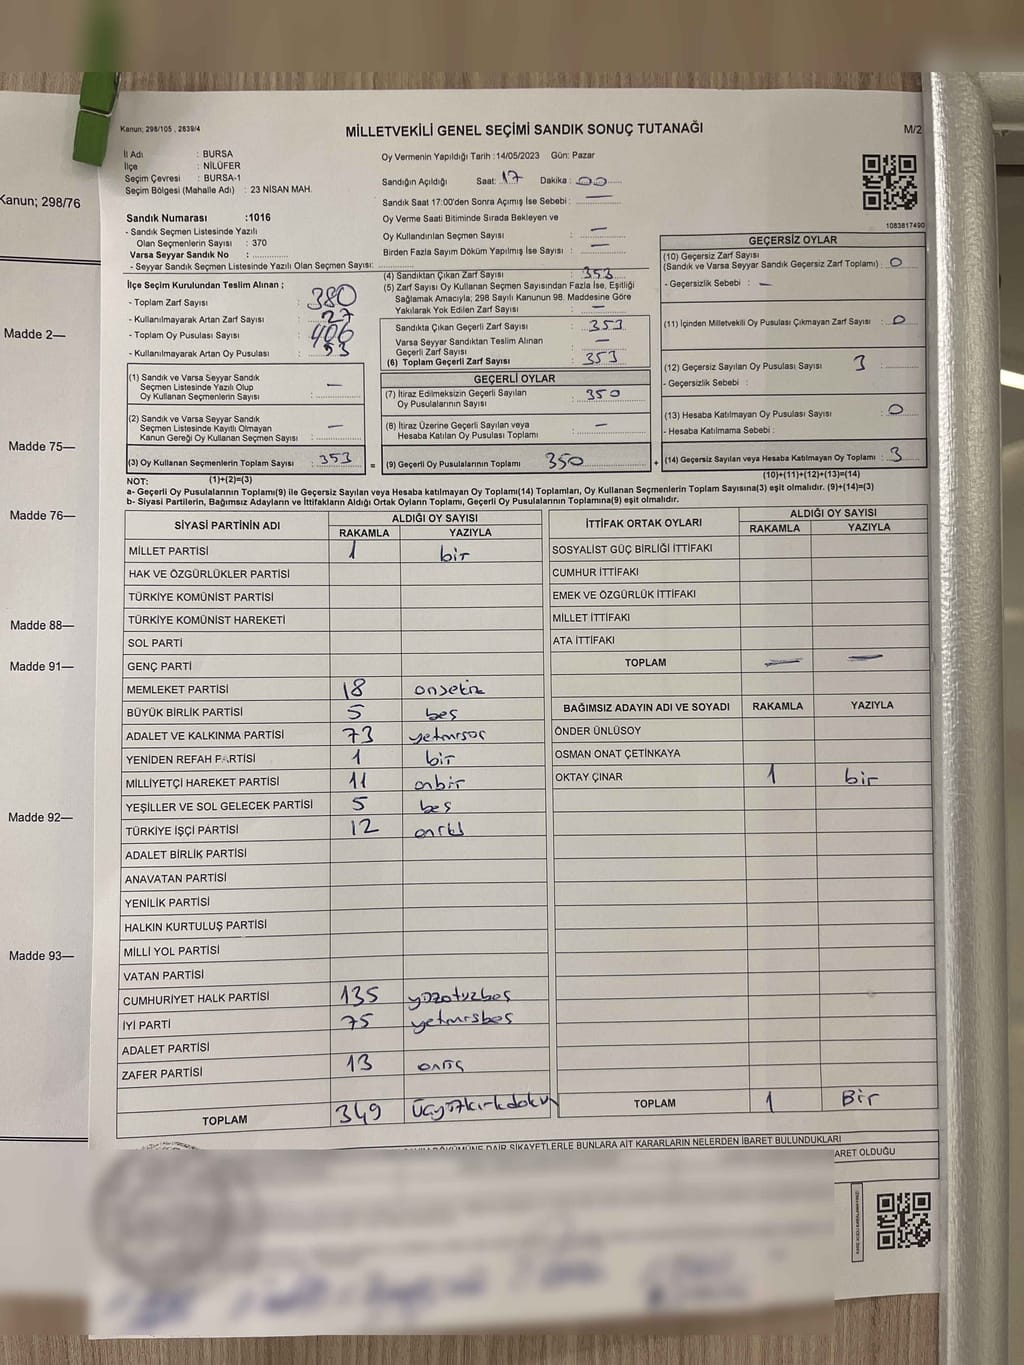 Kanun; 298/105 , 2839/4
MİLLETVEKİLİ GENEL SEÇİMİ SANDIK SONUÇ TUTANAĞI
M/2
İl Adı : BURSA
İlçe : NİLÜFER
Seçim Çevresi : BURSA-1
Seçim Bölgesi (Mahalle Adı) : 23 NİSAN MAH.
Oy Vermenin Yapıldığı Tarih :14/05/2023 Gün: Pazar
Sandığın Açıldığı Saat: 17 Dakika : 00
Sandık Saat 17:00'den Sonra Açımış İse Sebebi : —
Oy Verme Saati Bitiminde Sırada Bekleyen ve
Oy Kullandırılan Seçmen Sayısı : —
Birden Fazla Sayım Döküm Yapılmış İse Sayısı : —
Kanun; 298/76
Madde 2—
Madde 75—
Madde 76—
Madde 88—
Madde 91—
Madde 92—
Madde 93—
Sandık Numarası :1016
- Sandık Seçmen Listesinde Yazılı
Olan Seçmenlerin Sayısı : 370
Varsa Seyyar Sandık No :
- Seyyar Sandık Seçmen Listesinde Yazılı Olan Seçmen Sayısı:
İlçe Seçim Kurulundan Teslim Alınan ;
- Toplam Zarf Sayısı : 380
- Kullanılmayarak Artan Zarf Sayısı : 27
- Toplam Oy Pusulası Sayısı : 406
- Kullanılmayarak Artan Oy Pusulası : 53
(1) Sandık ve Varsa Seyyar Sandık
Seçmen Listesinde Yazılı Olup
Oy Kullanan Seçmenlerin Sayısı : —
(2) Sandık ve Varsa Seyyar Sandık
Seçmen Listesinde Kayıtlı Olmayan
Kanun Gereği Oy Kullanan Seçmen Sayısı : —
(3) Oy Kullanan Seçmenlerin Toplam Sayısı : 353 =
(4) Sandıktan Çıkan Zarf Sayısı : 353
(5) Zarf Sayısı Oy Kullanan Seçmen Sayısından Fazla İse, Eşitliği
Sağlamak Amacıyla; 298 Sayılı Kanunun 98. Maddesine Göre
Yakılarak Yok Edilen Zarf Sayısı : —
Sandıkta Çıkan Geçerli Zarf Sayısı : 353
Varsa Seyyar Sandıktan Teslim Alınan
Geçerli Zarf Sayısı : —
(6) Toplam Geçerli Zarf Sayısı : 353
GEÇERLİ OYLAR
(7) İtiraz Edilmeksizin Geçerli Sayılan
Oy Pusulalarının Sayısı : 350
(8) İtiraz Üzerine Geçerli Sayılan veya
Hesaba Katılan Oy Pusulası Toplamı : —
(9) Geçerli Oy Pusulalarının Toplamı 350 +
1083817490
GEÇERSİZ OYLAR
(10) Geçersiz Zarf Sayısı
(Sandık ve Varsa Seyyar Sandık Geçersiz Zarf Toplamı) : 0
- Geçersizlik Sebebi : —
(11) İçinden Milletvekili Oy Pusulası Çıkmayan Zarf Sayısı : 0
(12) Geçersiz Sayılan Oy Pusulası Sayısı 3
- Geçersizlik Sebebi :
(13) Hesaba Katılmayan Oy Pusulası Sayısı : 0
- Hesaba Katılmama Sebebi :
(14) Geçersiz Sayılan veya Hesaba Katılmayan Oy Toplamı : 3
NOT: (1)+(2)=(3)
(10)+(11)+(12)+(13)=(14)
a- Geçerli Oy Pusulalarının Toplamı(9) ile Geçersiz Sayılan veya Hesaba katılmayan Oy Toplamı(14) Toplamları, Oy Kullanan Seçmenlerin Toplam Sayısına(3) eşit olmalıdır. (9)+(14)=(3)
b- Siyasi Partilerin, Bağımsız Adayların ve İttifakların Aldığı Ortak Oyların Toplamı, Geçerli Oy Pusulalarının Toplamına(9) eşit olmalıdır.
SİYASİ PARTİNİN ADI ALDIĞI OY SAYISI
RAKAMLA YAZIYLA
MİLLET PARTİSİ 1 bir
HAK VE ÖZGÜRLÜKLER PARTİSİ
TÜRKİYE KOMÜNİST PARTİSİ
TÜRKİYE KOMÜNİST HAREKETİ
SOL PARTİ
GENÇ PARTİ
MEMLEKET PARTİSİ 18 onsekiz
BÜYÜK BİRLİK PARTİSİ 5 beş
ADALET VE KALKINMA PARTİSİ 73 yetmişüç
YENİDEN REFAH PARTİSİ 1 bir
MİLLİYETÇİ HAREKET PARTİSİ 11 onbir
YEŞİLLER VE SOL GELECEK PARTİSİ 5 beş
TÜRKİYE İŞÇİ PARTİSİ 12 oniki
ADALET BİRLİK PARTİSİ
ANAVATAN PARTİSİ
YENİLİK PARTİSİ
HALKIN KURTULUŞ PARTİSİ
MİLLİ YOL PARTİSİ
VATAN PARTİSİ
CUMHURİYET HALK PARTİSİ 135 yüzotuzbeş
İYİ PARTİ 75 yetmişbeş
ADALET PARTİSİ
ZAFER PARTİSİ 13 onüç
TOPLAM 349 Üçyüzkırkdoku
İTTİFAK ORTAK OYLARI ALDIĞI OY SAYISI
RAKAMLA YAZIYLA
SOSYALİST GÜÇ BİRLİĞİ İTTİFAKI
CUMHUR İTTİFAKI
EMEK VE ÖZGÜRLÜK İTTİFAKI
MİLLET İTTİFAKI
ATA İTTİFAKI
TOPLAM — —
BAĞIMSIZ ADAYIN ADI VE SOYADI RAKAMLA YAZIYLA
ÖNDER ÜNLÜSOY
OSMAN ONAT ÇETİNKAYA
OKTAY ÇINAR 1 bir
TOPLAM 1 Bir
DAİR ŞİKAYETLERLE BUNLARA AİT KARARLARIN NELERDEN İBARET BULUNDUKLARI
ARET OLDUĞU